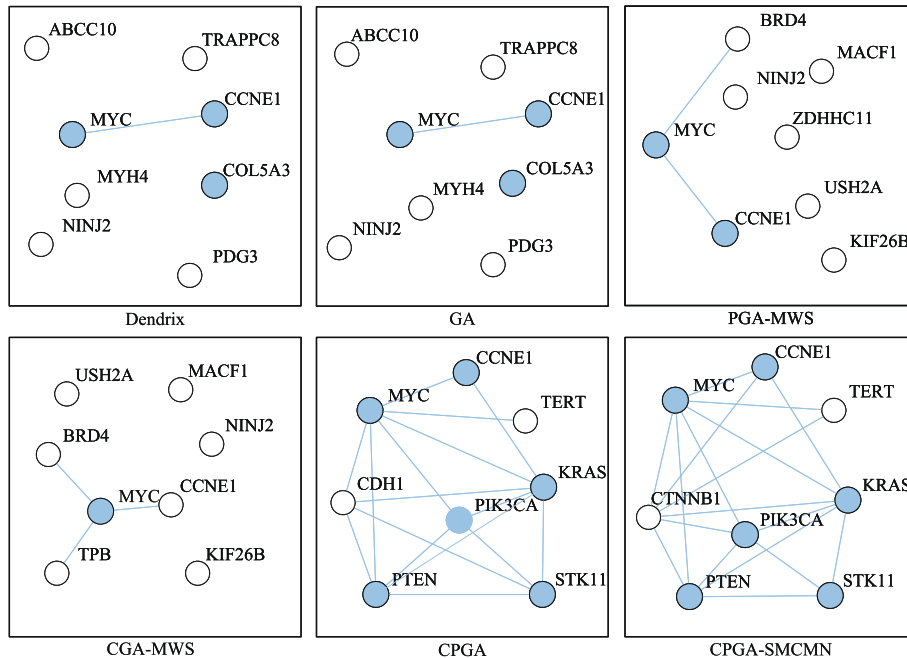 ABCC10
TRAPPC8
CCNE1
MYC
COL5A3
MYH4
NINJ2
PDG3
Dendrix
ABCC10
TRAPPC8
CCNE1
MYC
COL5A3
MYH4
NINJ2
PDG3
GA
BRD4
MACF1
NINJ2
ZDHHC11
MYC
USH2A
CCNE1
KIF26B
PGA-MWS
USH2A
MACF1
BRD4
NINJ2
MYC
CCNE1
TPB
KIF26B
CGA-MWS
CCNE1
MYC
TERT
KRAS
CDH1
PIK3CA
PTEN
STK11
CPGA
CCNE1
MYC
TERT
KRAS
CTNNB1
PIK3CA
PTEN
STK11
CPGA-SMCMN